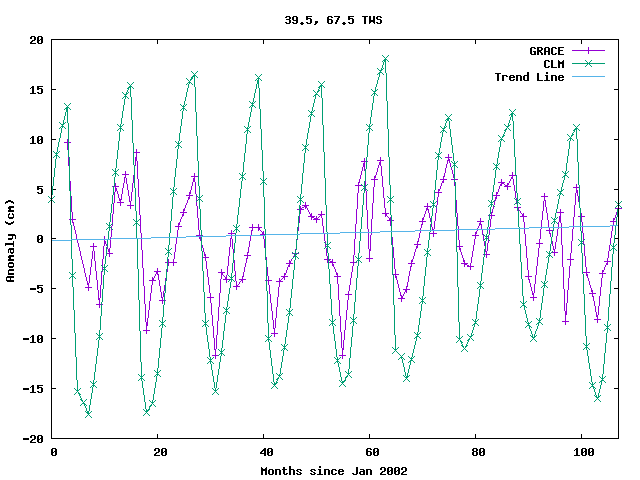 39.5, 67.5 TWS
GRACE
CLM
Trend Line
20
15
10
5
0
-5
-10
-15
-20
Anomaly (cm)
0 20 40 60 80 100
Months since Jan 2002